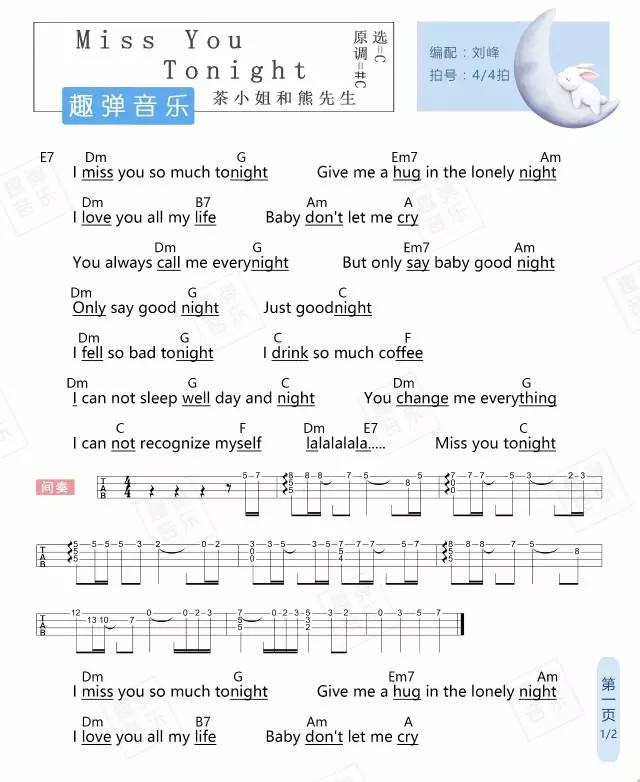 Miss You
Tonight
茶小姐和熊先生
趣弹音乐
原调=#C
选=C
编配：刘峰
拍号：4/4拍
E7 Dm G Em7 Am
I miss you so much tonight Give me a hug in the lonely night
Dm B7 Am A
I love you all my life Baby don't let me cry
Dm G Em7 Am
You always call me everynight But only say baby good night
Dm G C
Only say good night Just goodnight
Dm G C F
I fell so bad tonight I drink so much coffee
Dm G C Dm G
I can not sleep well day and night You change me everything
C F Dm E7
I can not recognize myself lalalalala..... Miss you tonight
间奏
Dm G Em7 Am
I miss you so much tonight Give me a hug in the lonely night
Dm B7 Am A
I love you all my life Baby don't let me cry
第一页
1/2